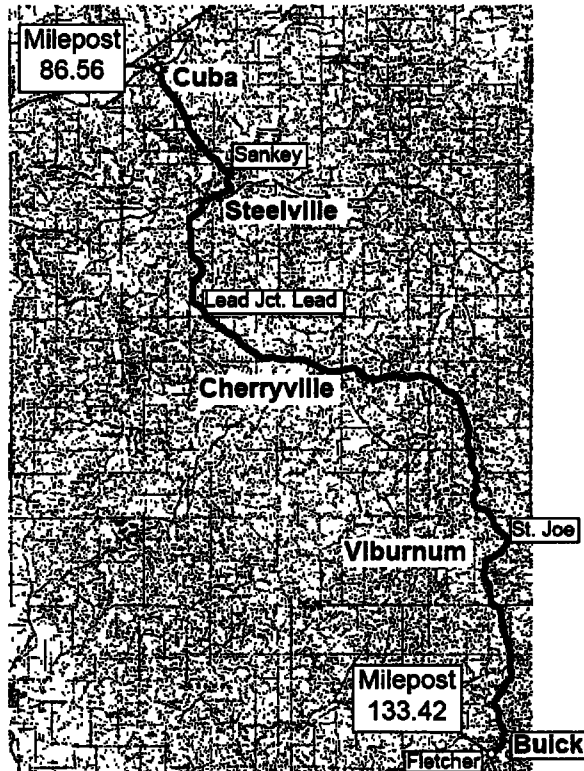 Milepost
86.56
Cuba
Sankey
Steelville
Lead Jct. Lead
Cherryville
St. Joe
Viburnum
Milepost
133.42
Buick
Fletcher